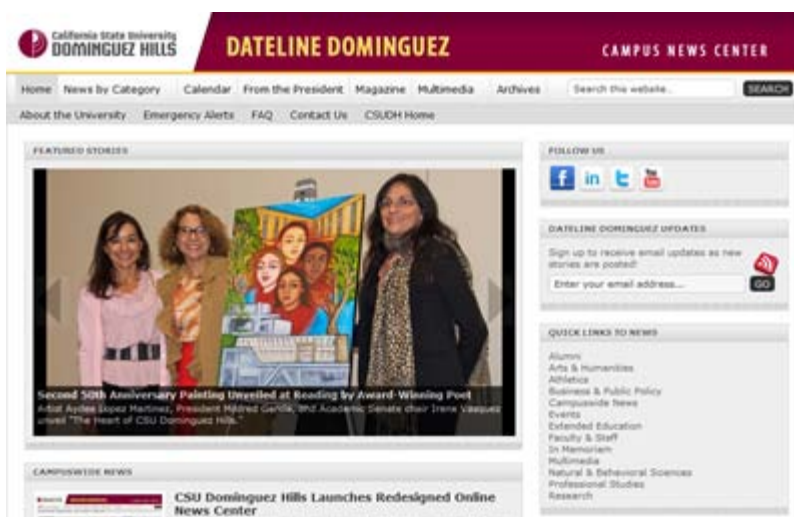 California State University
DOMINGUEZ HILLS
DATELINE DOMINGUEZ
CAMPUS NEWS CENTER
Home News by Category Calendar From the President Magazine Multimedia Archives Search this website... SEARCH
About the University Emergency Alerts FAQ Contact Us CSUDH Home
FEATURED STORIES
Second 50th Anniversary Painting Unveiled at Reading by Award-Winning Poet
Artist Aydee Lopez Martinez, President Mildred García, and Academic Senate chair Irene Vasquez
unveil "The Heart of CSU Dominguez Hills."
CAMPUSWIDE NEWS
CSU Dominguez Hills Launches Redesigned Online
News Center
FOLLOW US
f in t You Tube
DATELINE DOMINGUEZ UPDATES
Sign up to receive email updates as new
stories are posted!
Enter your email address... GO
QUICK LINKS TO NEWS
Alumni
Arts & Humanities
Athletics
Business & Public Policy
Campuswide News
Events
Extended Education
Faculty & Staff
In Memoriam
Multimedia
Natural & Behavioral Sciences
Professional Studies
Research